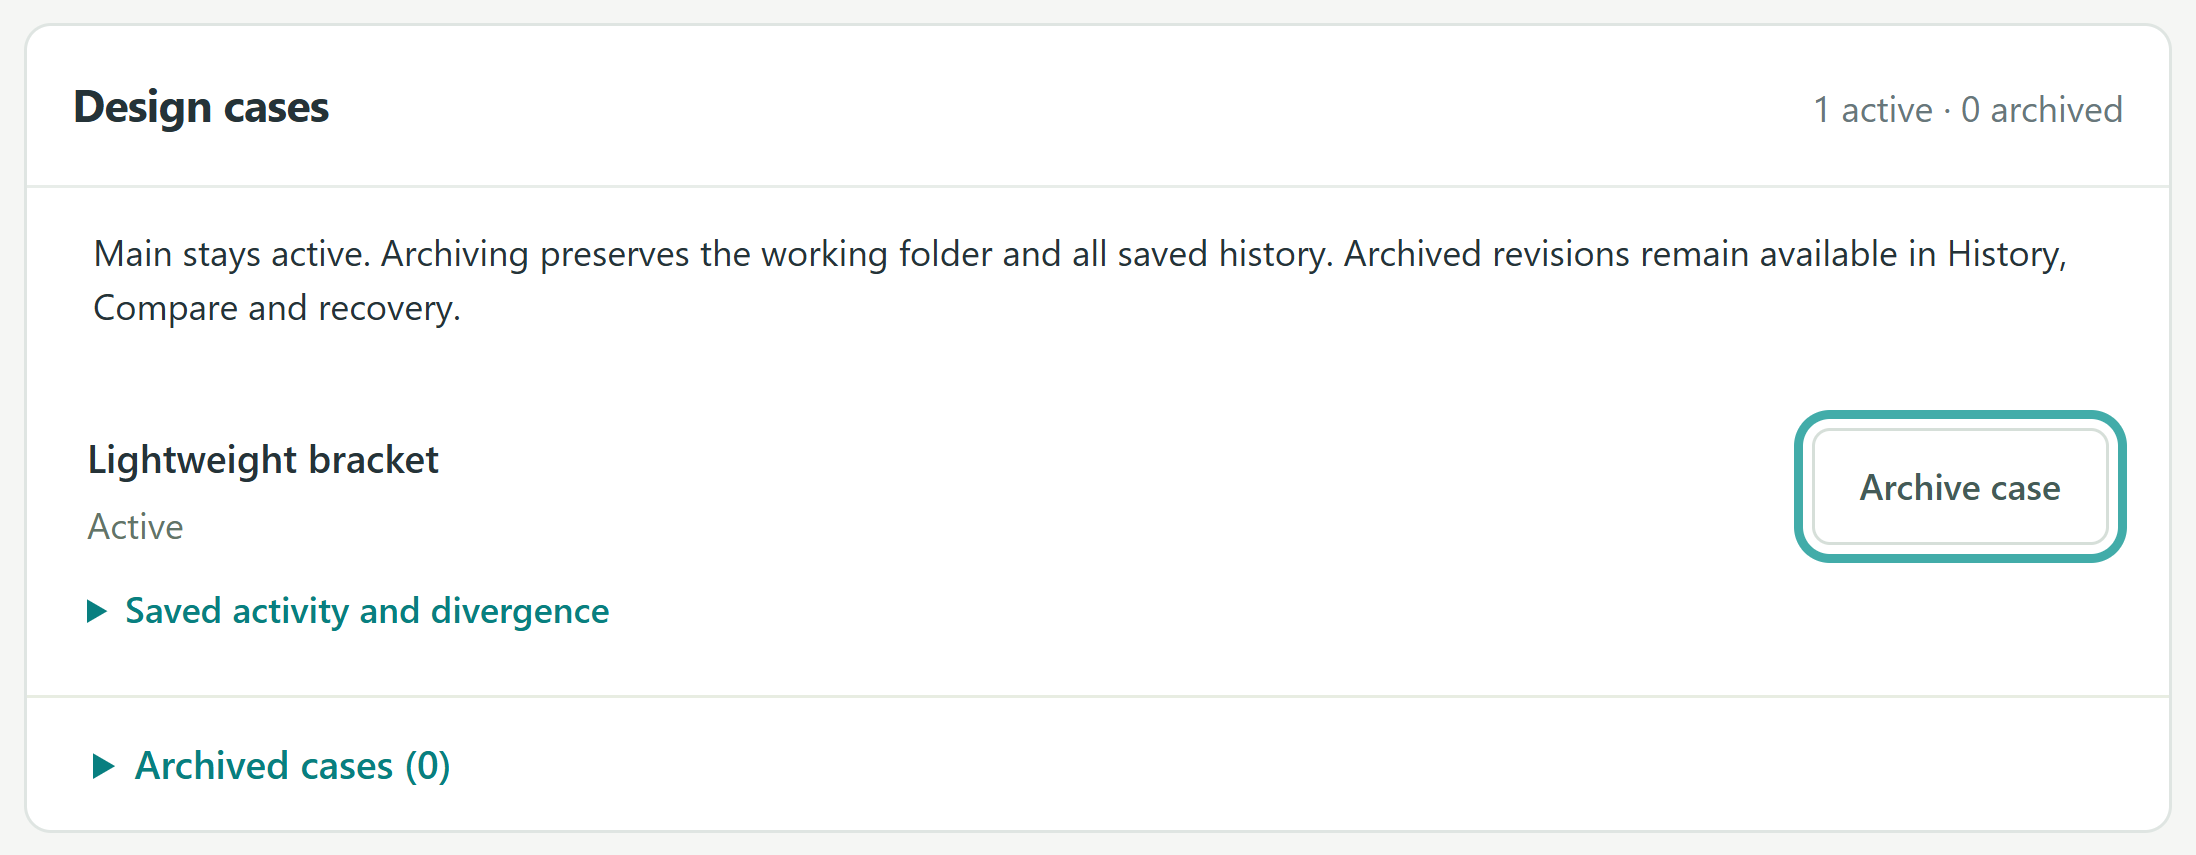 Design cases
1 active · 0 archived
Main stays active. Archiving preserves the working folder and all saved history. Archived revisions remain available in History,
Compare and recovery.
Lightweight bracket
Archive case
Active
Saved activity and divergence
Archived cases (0)